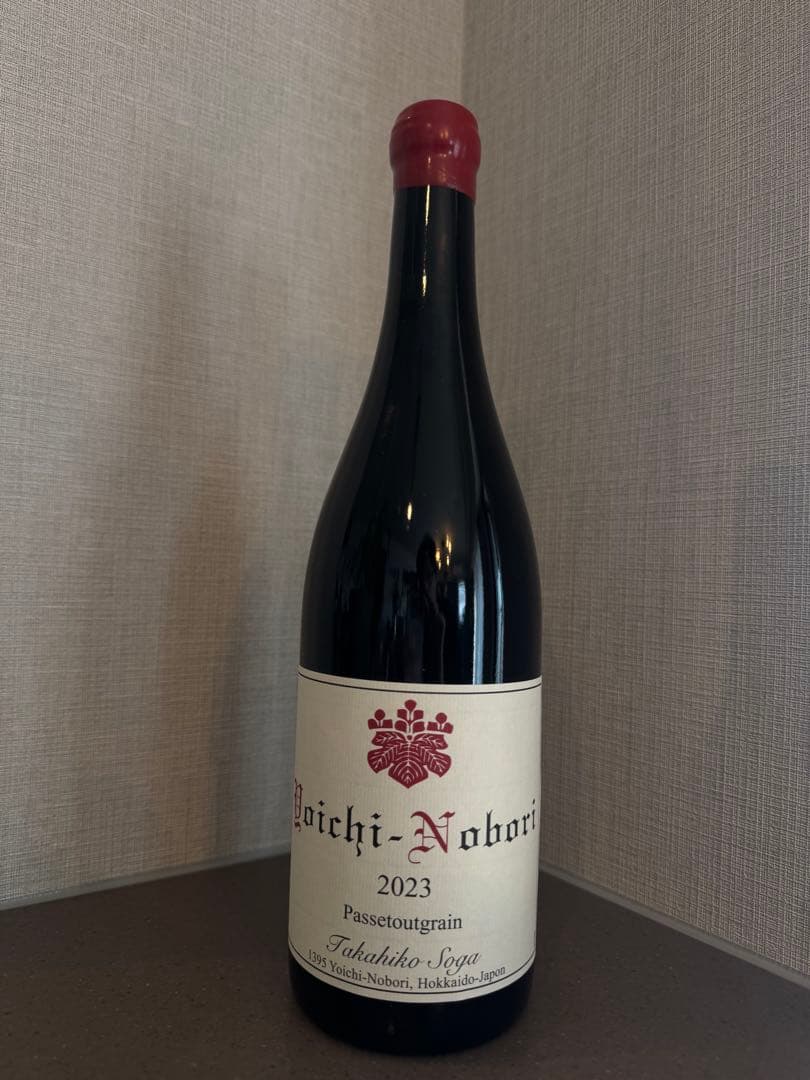 Yoichi-Nobori
2023
Passetoutgrain
Takahiko Soga
1395 Yoichi-Nobori, Hokkaido-Japon